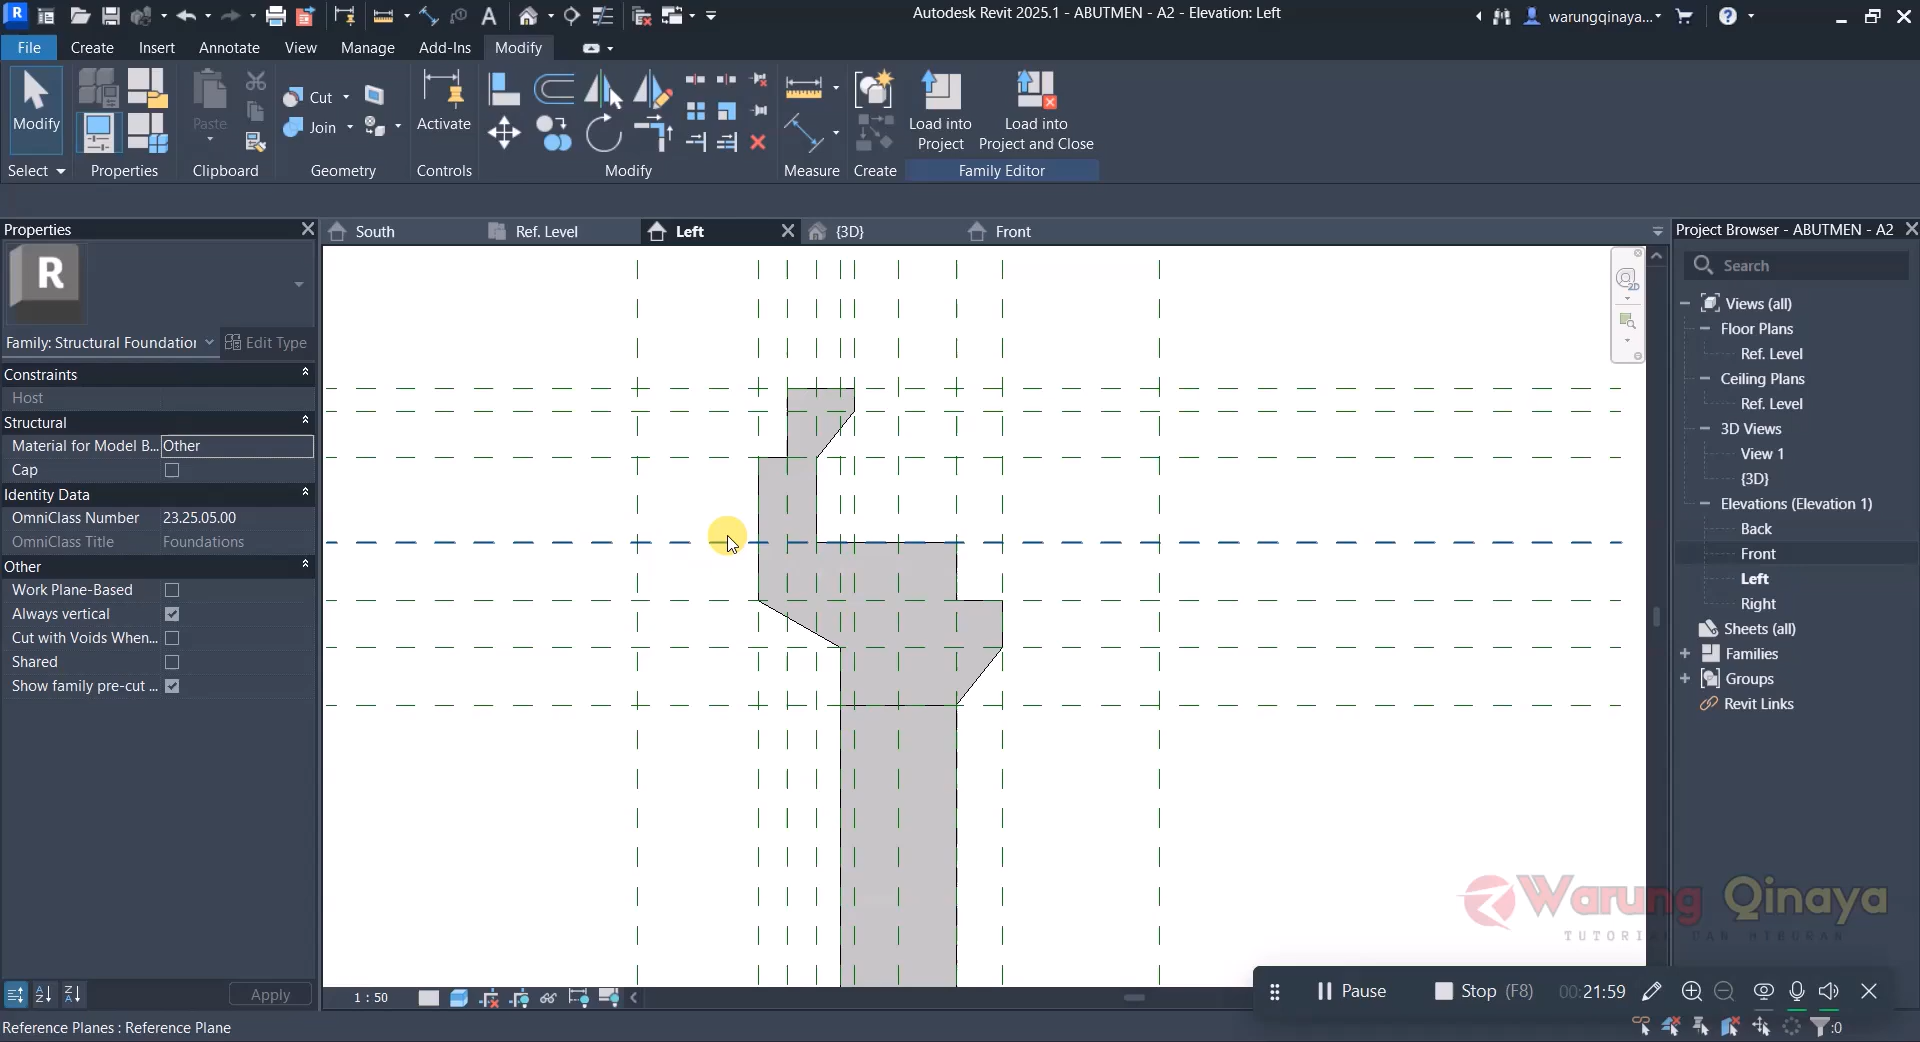 Autodesk Revit 2025.1 - ABUTMEN - A2 - Elevation: Left
warungqinaya...
File
Create
Insert
Annotate
View
Manage
Add-Ins
Modify
Modify
Paste
Cut
Join
Activate
Load into
Project
Load into
Project and Close
Select
Properties
Clipboard
Geometry
Controls
Modify
Measure
Create
Family Editor
Properties
South
Ref. Level
Left
{3D}
Front
Project Browser - ABUTMEN - A2
R
Search
Family: Structural Foundation
Edit Type
Constraints
Host
Structural
Material for Model B...
Other
Cap
Identity Data
OmniClass Number
23.25.05.00
OmniClass Title
Foundations
Other
Work Plane-Based
Always vertical
Cut with Voids When...
Shared
Show family pre-cut ...
Apply
Views (all)
Floor Plans
Ref. Level
Ceiling Plans
Ref. Level
3D Views
View 1
{3D}
Elevations (Elevation 1)
Back
Front
Left
Right
Sheets (all)
Families
Groups
Revit Links
Warung Qinaya
TUTORIAL DAN HIBURAN
1 : 50
Pause
Stop (F8)
00:21:59
Reference Planes : Reference Plane
:0